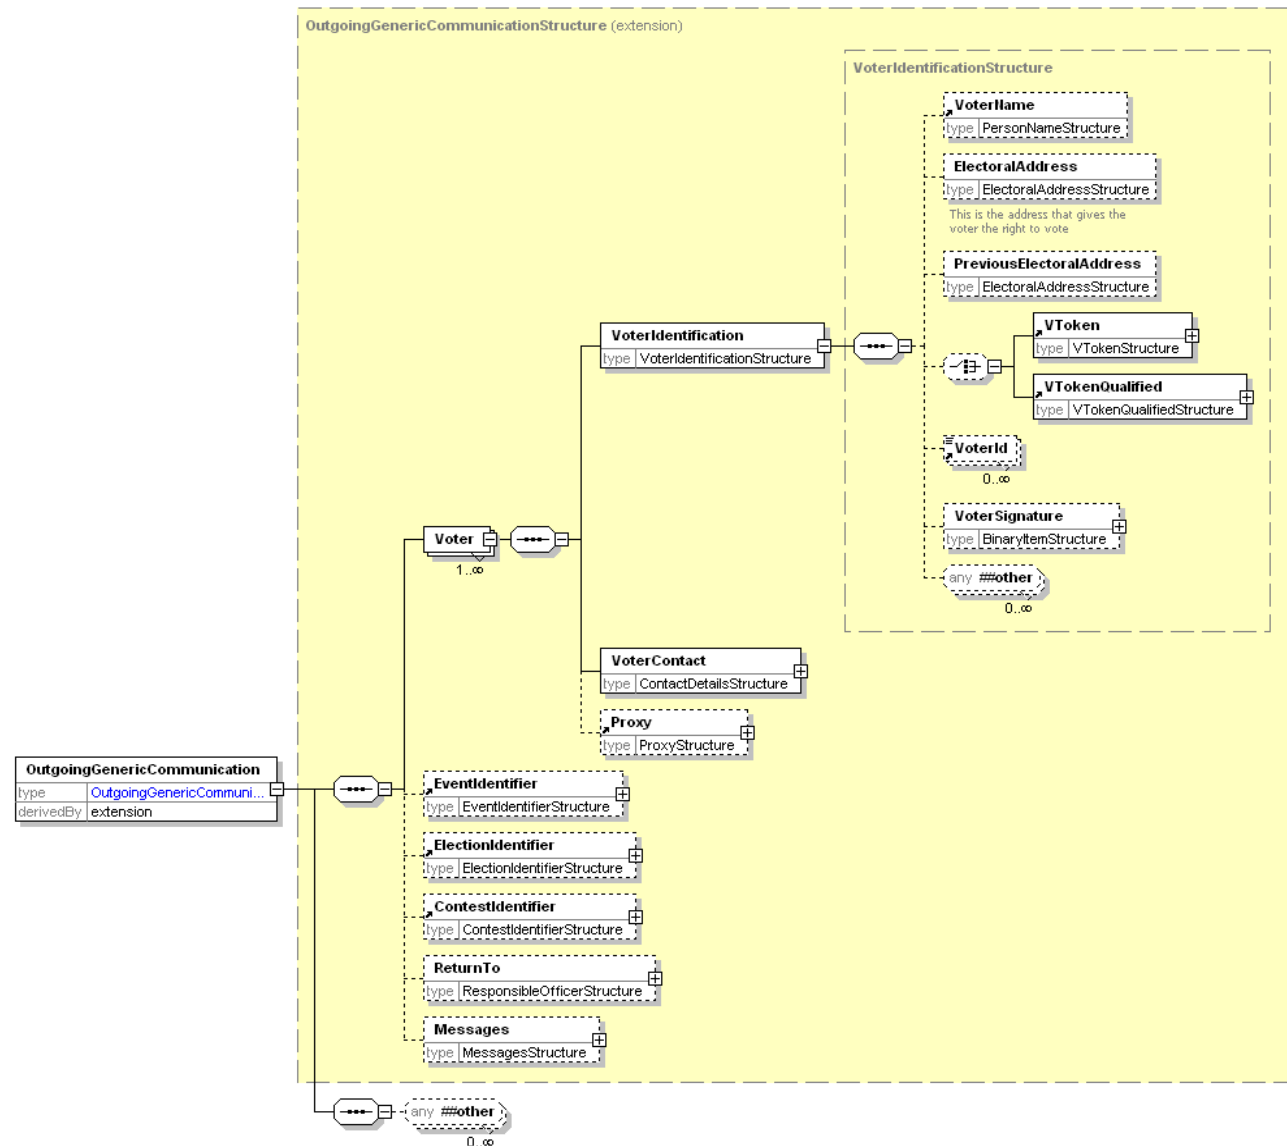 OutgoingGenericCommunicationStructure (extension)
VoterIdentificationStructure
VoterName
type PersonNameStructure
ElectoralAddress
type ElectoralAddressStructure
This is the address that gives the
voter the right to vote
PreviousElectoralAddress
type ElectoralAddressStructure
VoterIdentification
type VoterIdentificationStructure
VToken
type VTokenStructure
VTokenQualified
type VTokenQualifiedStructure
VoterId
0..∞
Voter
1..∞
VoterSignature
type BinaryItemStructure
any ##other
0..∞
VoterContact
type ContactDetailsStructure
Proxy
type ProxyStructure
OutgoingGenericCommunication
type OutgoingGenericCommuni...
derivedBy extension
EventIdentifier
type EventIdentifierStructure
ElectionIdentifier
type ElectionIdentifierStructure
ContestIdentifier
type ContestIdentifierStructure
ReturnTo
type ResponsibleOfficerStructure
Messages
type MessagesStructure
any ##other
0..∞